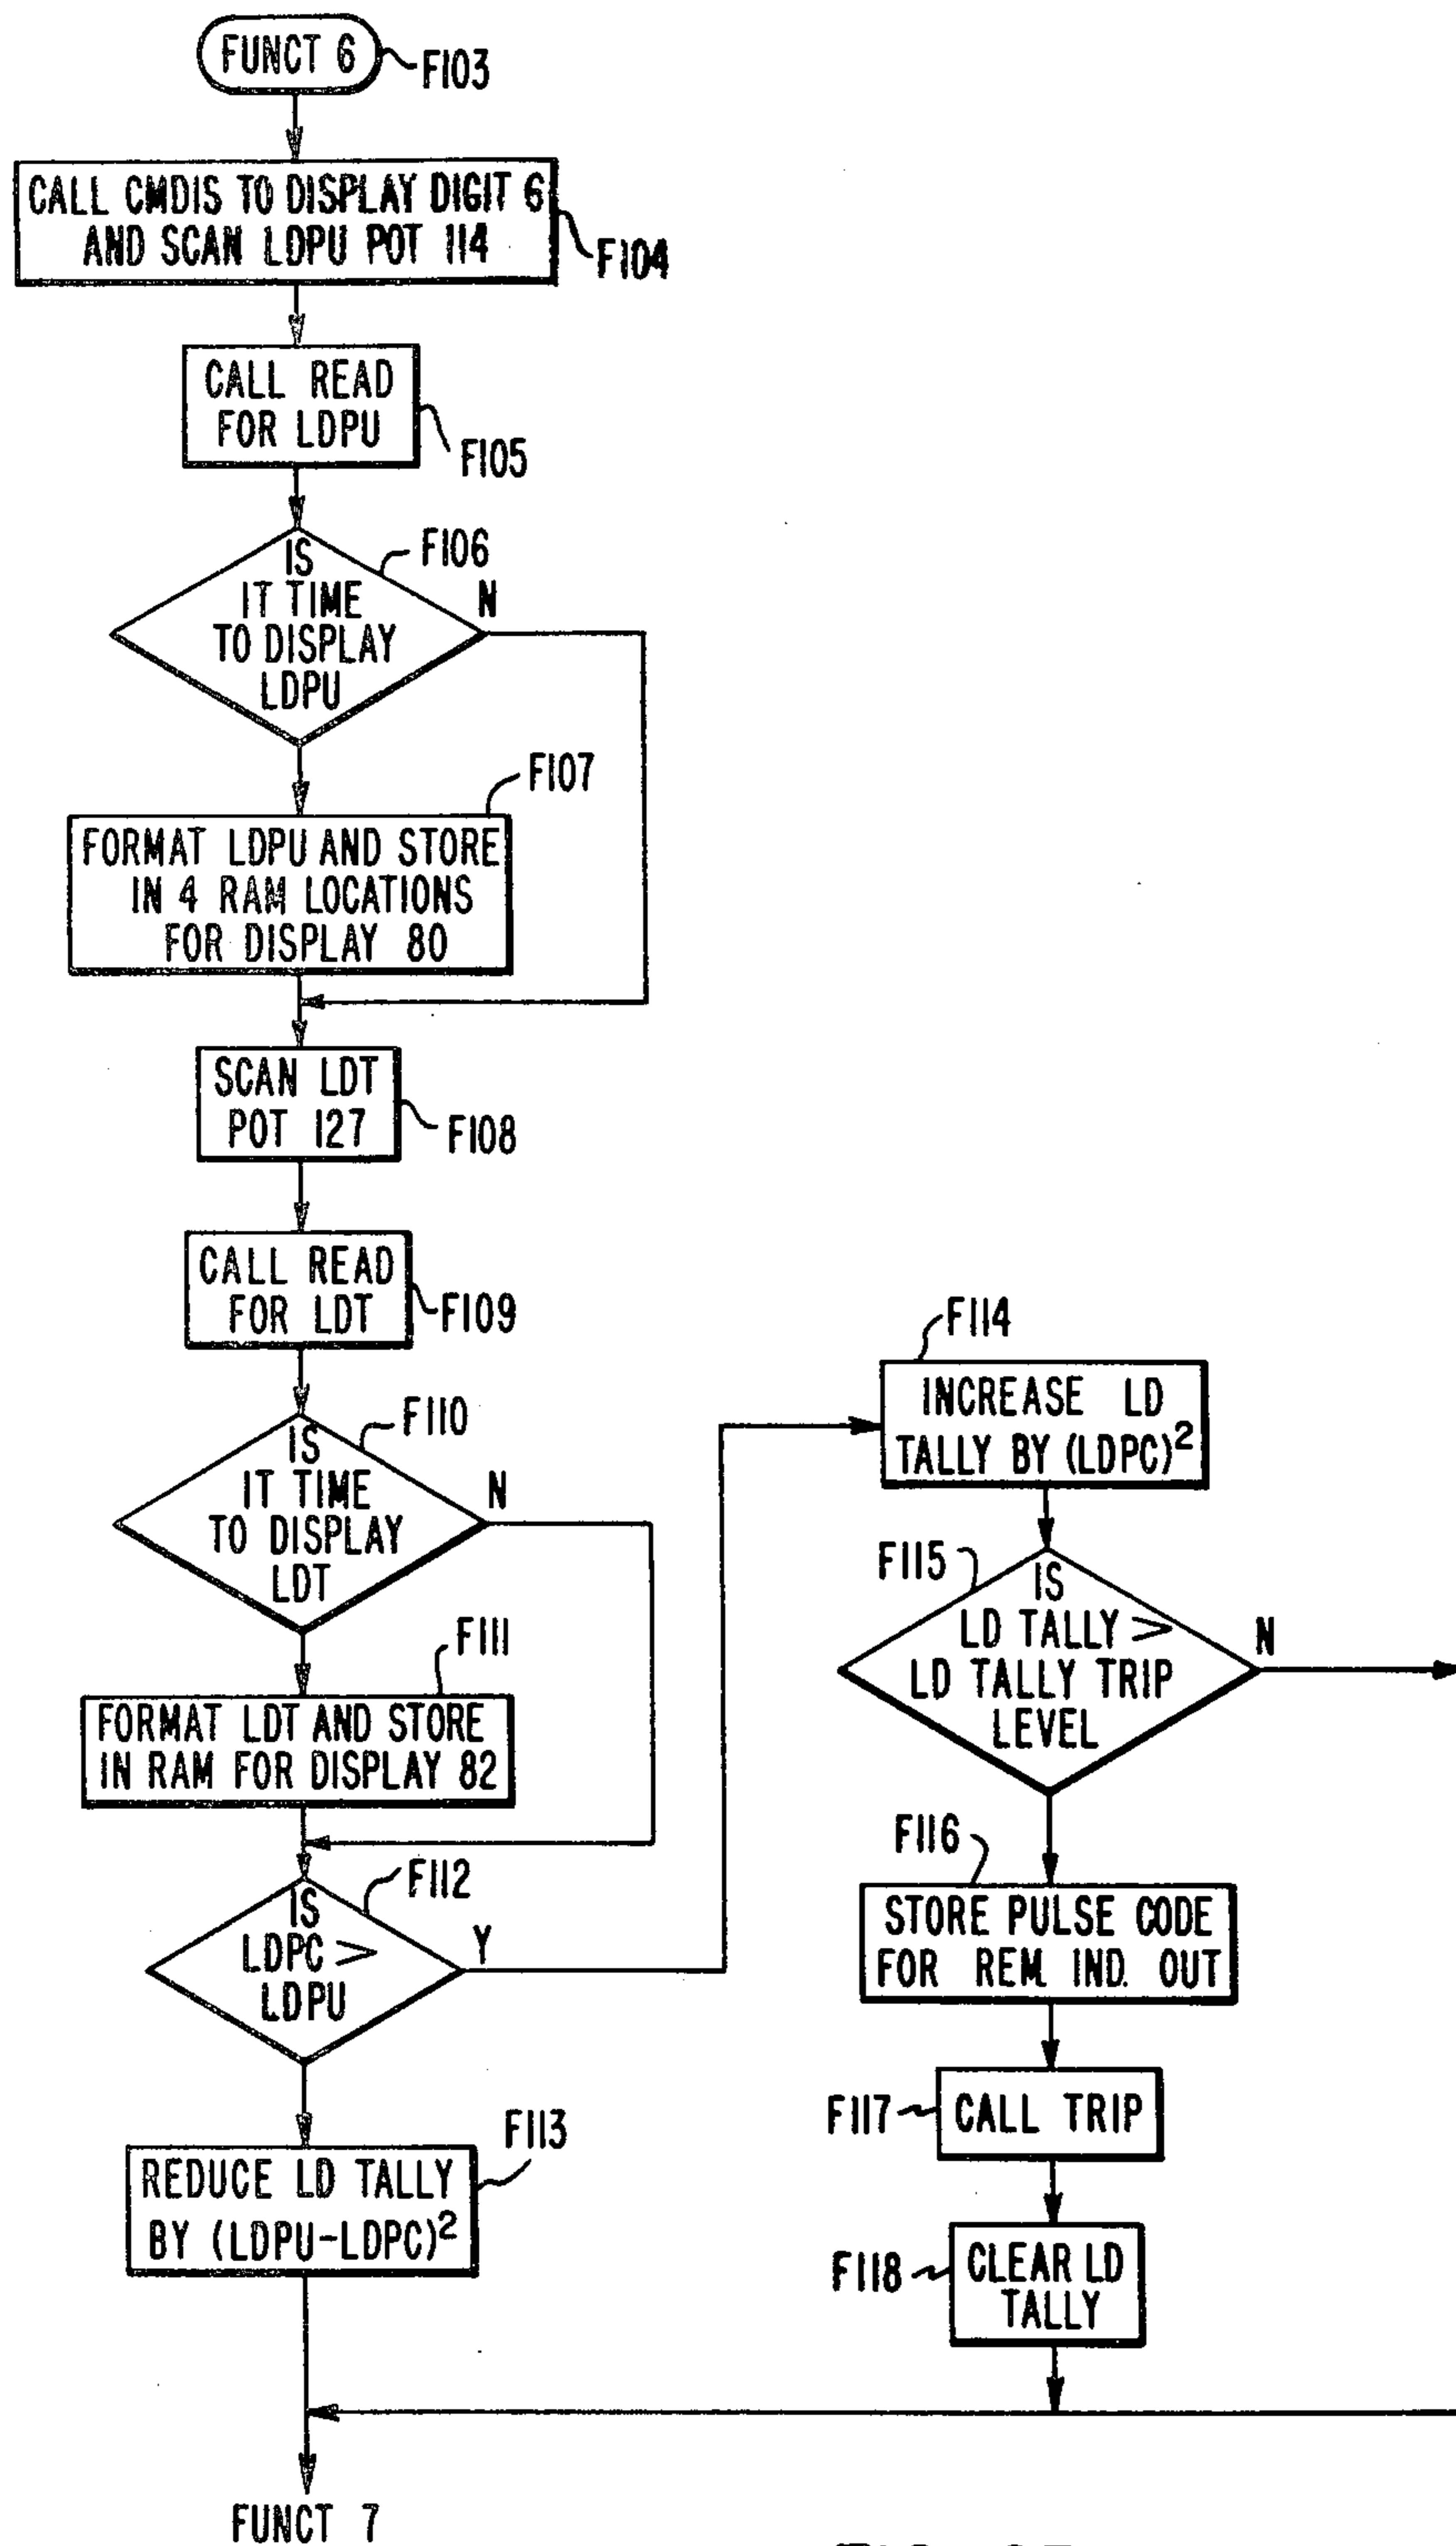 FUNCT 6
F103
CALL CMDIS TO DISPLAY DIGIT 6
AND SCAN LDPU POT 114
F104
CALL READ
FOR LDPU
F105
IS
IT TIME
TO DISPLAY
LDPU
F106
N
F107
FORMAT LDPU AND STORE
IN 4 RAM LOCATIONS
FOR DISPLAY 80
SCAN LDT
POT 127
F108
CALL READ
FOR LDT
F109
IS
IT TIME
TO DISPLAY
LDT
F110
N
F111
FORMAT LDT AND STORE
IN RAM FOR DISPLAY 82
IS
LDPC >
LDPU
F112
Y
F113
REDUCE LD TALLY
BY (LDPU-LDPC)²
FUNCT 7
F114
INCREASE LD
TALLY BY (LDPC)²
F115
IS
LD TALLY >
LD TALLY TRIP
LEVEL
N
F116
STORE PULSE CODE
FOR REM. IND. OUT
F117
CALL TRIP
F118
CLEAR LD
TALLY